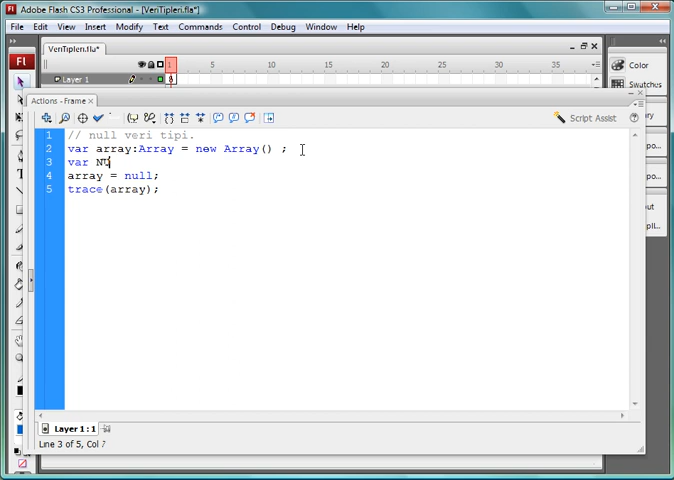 Adobe Flash CS3 Professional - [VeriTipleri.fla*]
File Edit View Insert Modify Text Commands Control Debug Window Help
Fl
VeriTipleri.fla*
1 5 10 15 20 25 30 35
Layer 1
Color
Swatches
Actions - Frame ×
Script Assist
1 // null veri tipi.
2 var array:Array = new Array() ;
3 var NU
4 array = null;
5 trace(array);
Layer 1 : 1
Line 3 of 5, Col 7